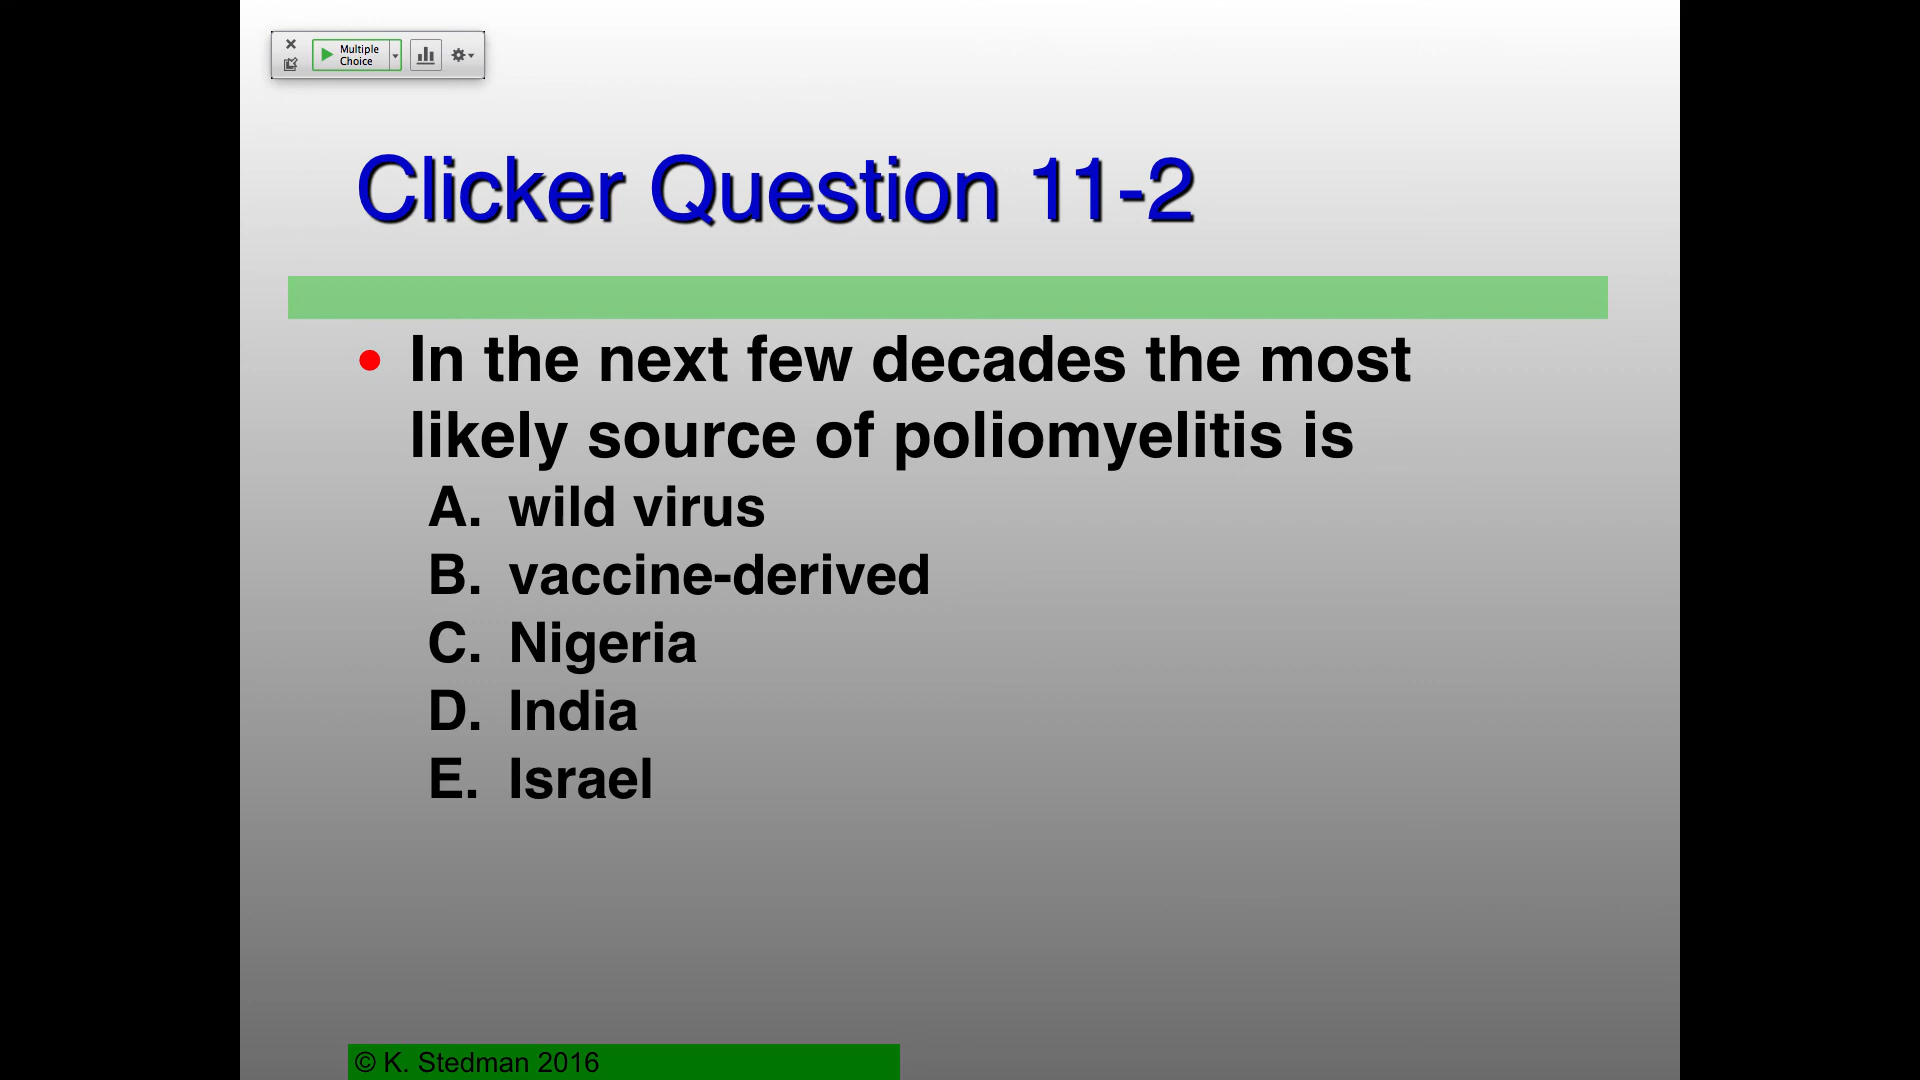 Multiple
Choice
Clicker Question 11-2
• In the next few decades the most
likely source of poliomyelitis is
A. wild virus
B. vaccine-derived
C. Nigeria
D. India
E. Israel
© K. Stedman 2016